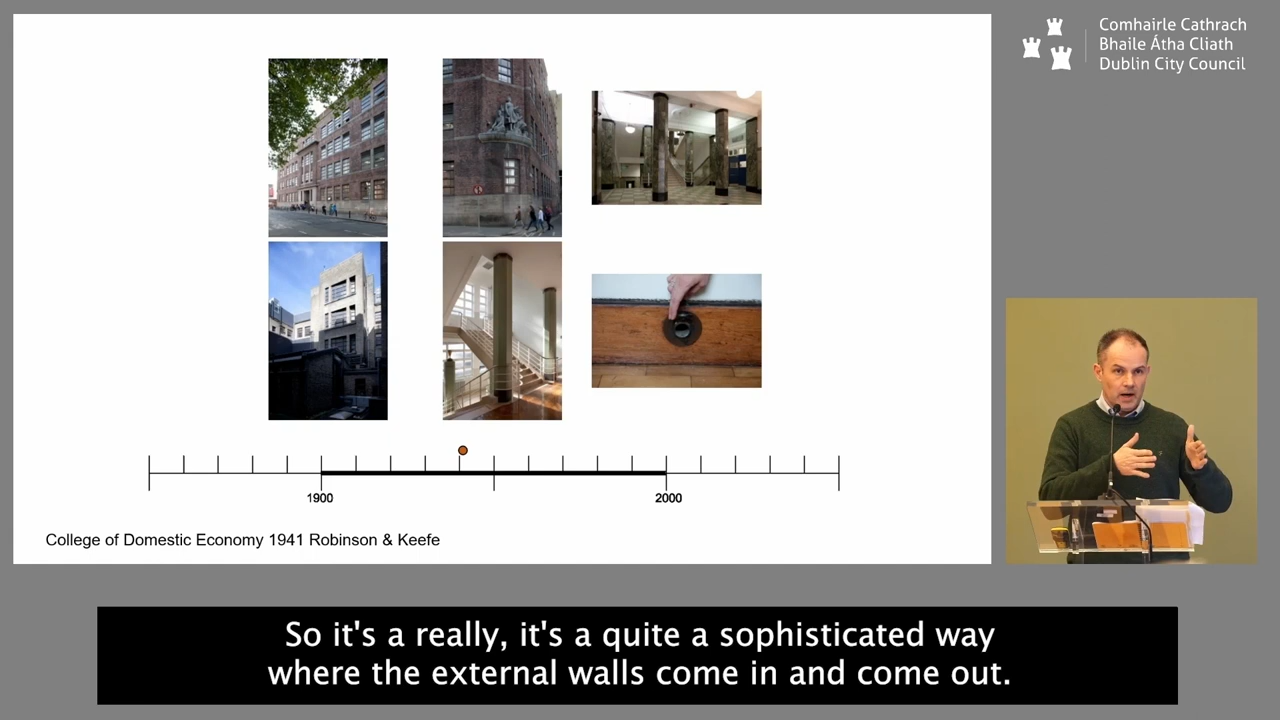 Comhairle Cathrach
Bhaile Átha Cliath
Dublin City Council
1900
2000
College of Domestic Economy 1941 Robinson & Keefe
So it's a really, it's a quite a sophisticated way
where the external walls come in and come out.